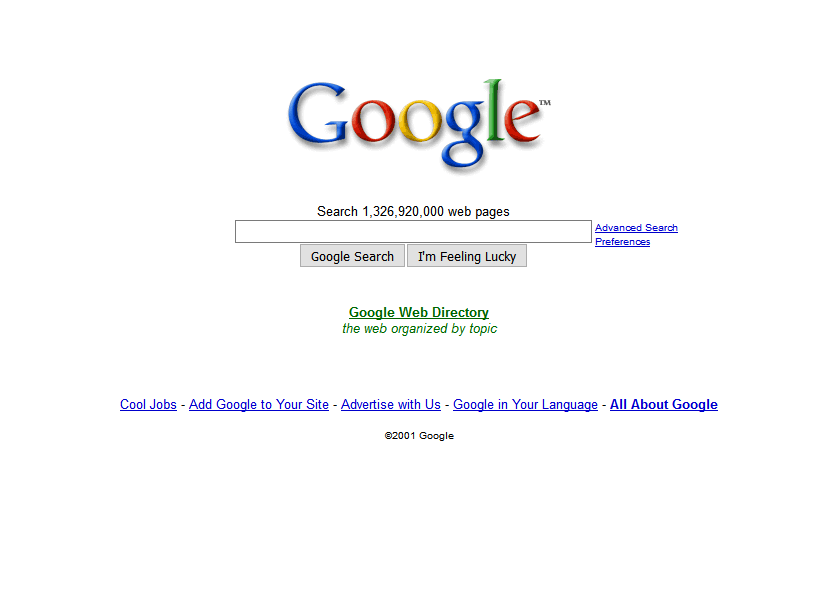 Google™
Search 1,326,920,000 web pages
Advanced Search
Preferences
Google Search I'm Feeling Lucky
Google Web Directory
the web organized by topic
Cool Jobs - Add Google to Your Site - Advertise with Us - Google in Your Language - All About Google
©2001 Google